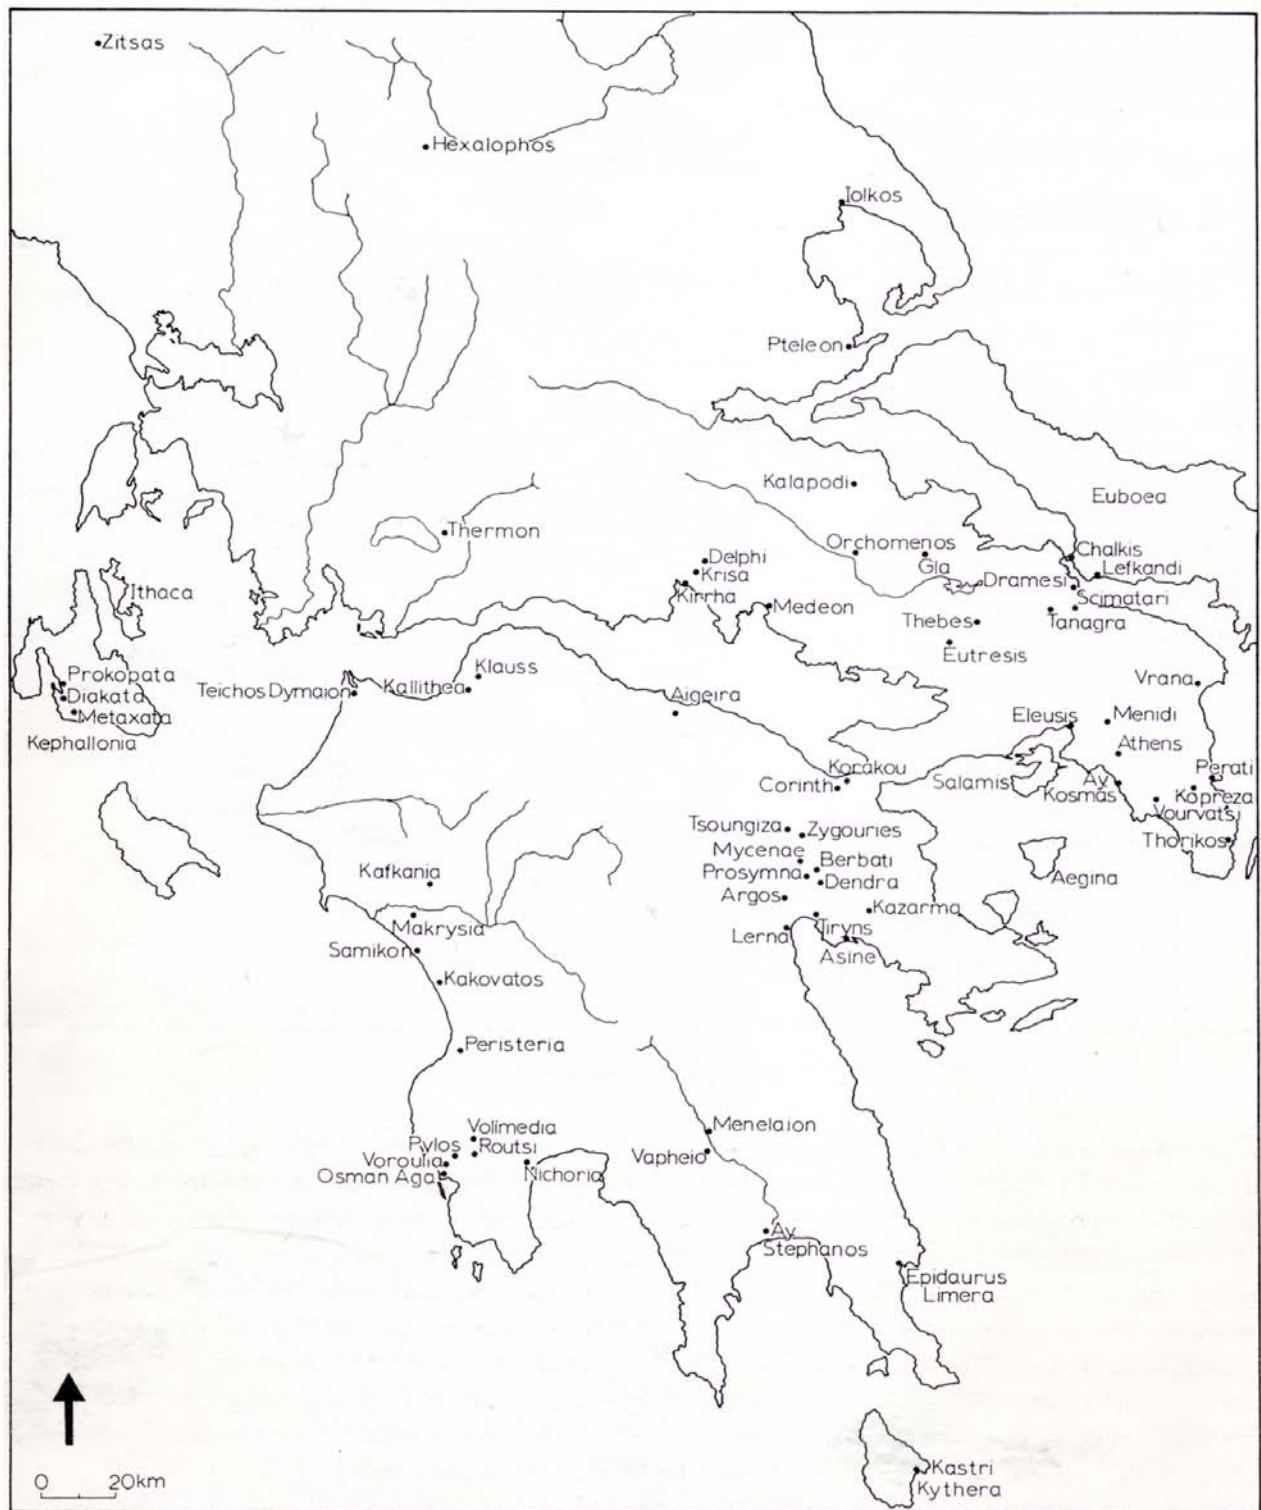 Zitsas
Hexalophos
Iolkos
Pteleon
Kalapodi
Euboea
Thermon
Orchomenos
Gla
Chalkis
Lefkandi
Delphi
Krisa
Kirrha
Dramesi
Scimatari
Ithaca
Medeon
Tanagra
Thebes
Eutresis
Prokopata
Diakata
Metaxata
Kephallonia
Teichos Dymaion
Kallithea
Klauss
Aigeira
Vrana
Eleusis
Menidi
Athens
Korakou
Corinth
Salamis
Ay
Kosmas
Perati
Kopreza
Vourvatsi
Thorikos
Tsoungiza
Zygouries
Mycenae
Berbati
Prosymna
Dendra
Aegina
Kafkania
Argos
Kazarma
Makrysia
Lerna
Tiryns
Asine
Samikon
Kakovatos
Peristeria
Volimedia
Pylos
Routsi
Voroulia
Osman Agat
Nichoria
Menelaion
Vapheio
Ay
Stephanos
Epidaurus
Limera
0 20km
Kastri
Kythera